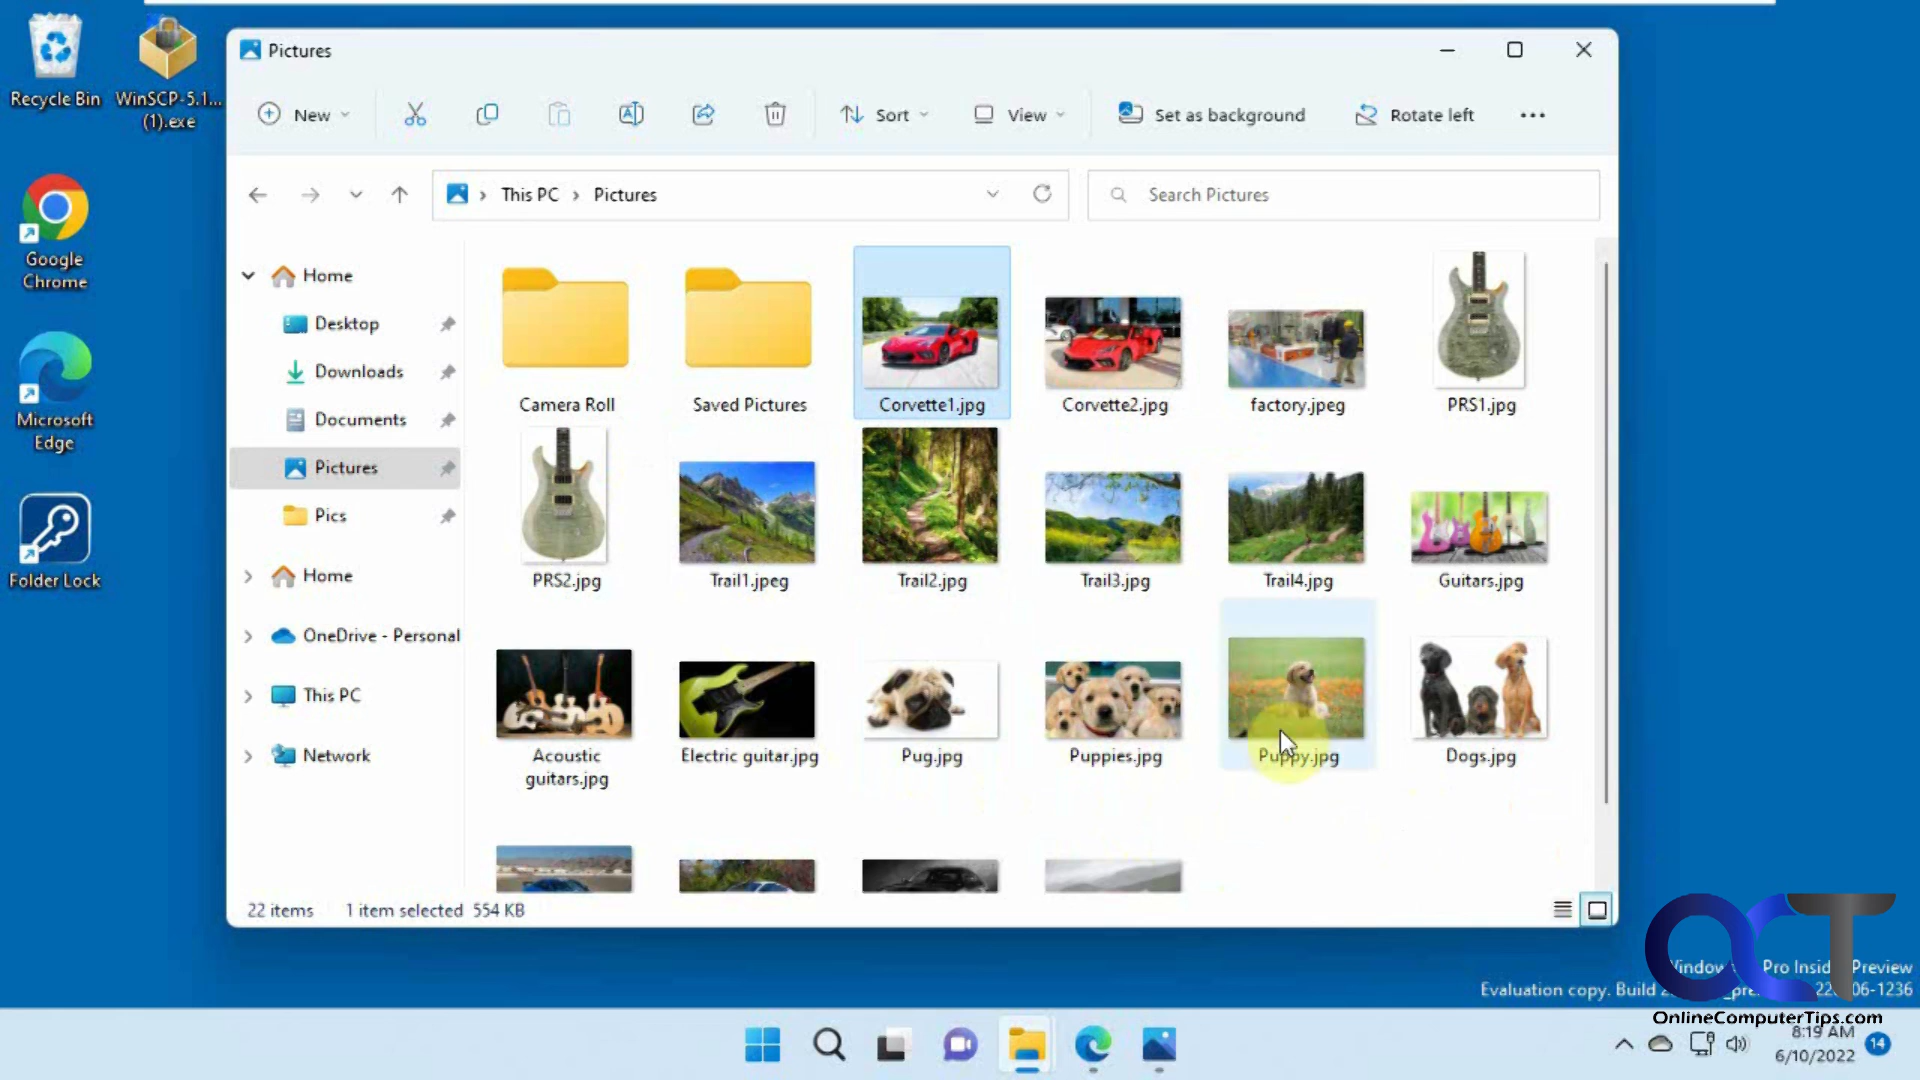 Recycle Bin
WinSCP-5.1...
(1).exe
Google
Chrome
Microsoft
Edge
Folder Lock
Pictures
New
Sort
View
Set as background
Rotate left
This PC
Pictures
Search Pictures
Home
Desktop
Downloads
Documents
Pictures
Pics
Home
OneDrive - Personal
This PC
Network
Camera Roll
Saved Pictures
Corvette1.jpg
Corvette2.jpg
factory.jpeg
PRS1.jpg
PRS2.jpg
Trail1.jpeg
Trail2.jpg
Trail3.jpg
Trail4.jpg
Guitars.jpg
Acoustic
guitars.jpg
Electric guitar.jpg
Pug.jpg
Puppies.jpg
Puppy.jpg
Dogs.jpg
22 items
1 item selected 554 KB
Pro Preview
Evaluation copy. Build
OCT
OnlineComputerTips.com
8:19 AM
6/10/2022
14